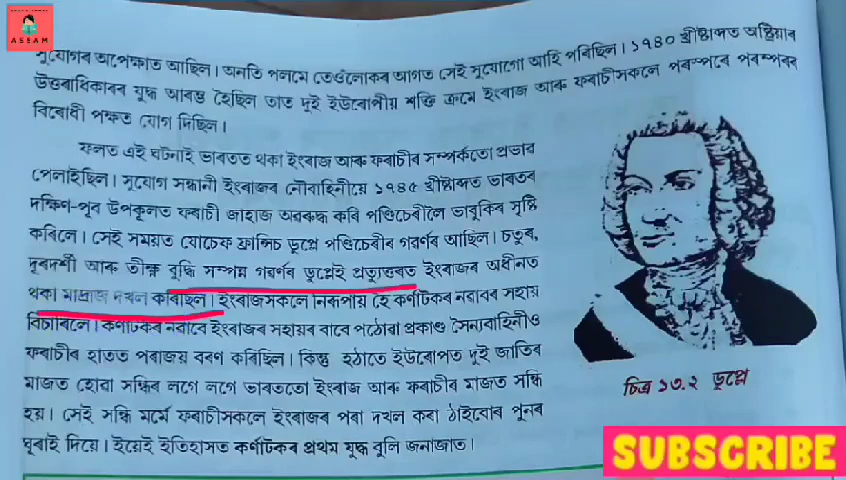 ASSAM
সুযোগৰ অপেক্ষাত আছিল। অনতি পলমে তেওঁলোকৰ আগত সেই সুযোগো আহি পৰিছিল। ১৭৪০ খ্ৰীষ্টাব্দত অষ্ট্ৰিয়াৰ
উত্তৰাধিকাৰৰ যুদ্ধ আৰম্ভ হৈছিল তাত দুই ইউৰোপীয় শক্তি ক্ৰমে ইংৰাজ আৰু ফৰাচীসকলে পৰস্পৰে পৰস্পৰৰ
বিৰোধী পক্ষত যোগ দিছিল।
ফলত এই ঘটনাই ভাৰতত থকা ইংৰাজ আৰু ফৰাচীৰ সম্পৰ্কতো প্ৰভাৱ
পেলাইছিল। সুযোগ সন্ধানী ইংৰাজৰ নৌবাহিনীয়ে ১৭৪৫ খ্ৰীষ্টাব্দত ভাৰতৰ
দক্ষিণ-পূব উপকূলত ফৰাচী জাহাজ অৱৰুদ্ধ কৰি পণ্ডিচেৰীলৈ ভাবুকিৰ সৃষ্টি
কৰিলে। সেই সময়ত যোচেফ ফ্ৰান্সিচ ডুপ্লে পণ্ডিচেৰীৰ গৱৰ্ণৰ আছিল। চতুৰ,
দূৰদৰ্শী আৰু তীক্ষ্ণ বুদ্ধি সম্পন্ন গৱৰ্ণৰ ডুপ্লেই প্ৰত্যুত্তৰত ইংৰাজৰ অধীনত
থকা মাদ্ৰাজ দখল কৰিছিল। ইংৰাজসকলে নিৰুপায় হৈ কৰ্ণাটকৰ নৱাবৰ সহায়
বিচাৰিলে। কৰ্ণাটকৰ নৱাবে ইংৰাজৰ সহায়ৰ বাবে পঠোৱা প্ৰকাণ্ড সৈন্যবাহিনীও
ফৰাচীৰ হাতত পৰাজয় বৰণ কৰিছিল। কিন্তু হঠাতে ইউৰোপত দুই জাতিৰ
মাজত হোৱা সন্ধিৰ লগে লগে ভাৰততো ইংৰাজ আৰু ফৰাচীৰ মাজত সন্ধি
হয়। সেই সন্ধি মৰ্মে ফৰাচীসকলে ইংৰাজৰ পৰা দখল কৰা ঠাইবোৰ পুনৰ
ঘূৰাই দিয়ে। ইয়েই ইতিহাসত কৰ্ণাটকৰ প্ৰথম যুদ্ধ বুলি জনাজাত।
চিত্ৰ ১৩.২ ডুপ্লে
SUBSCRIBE